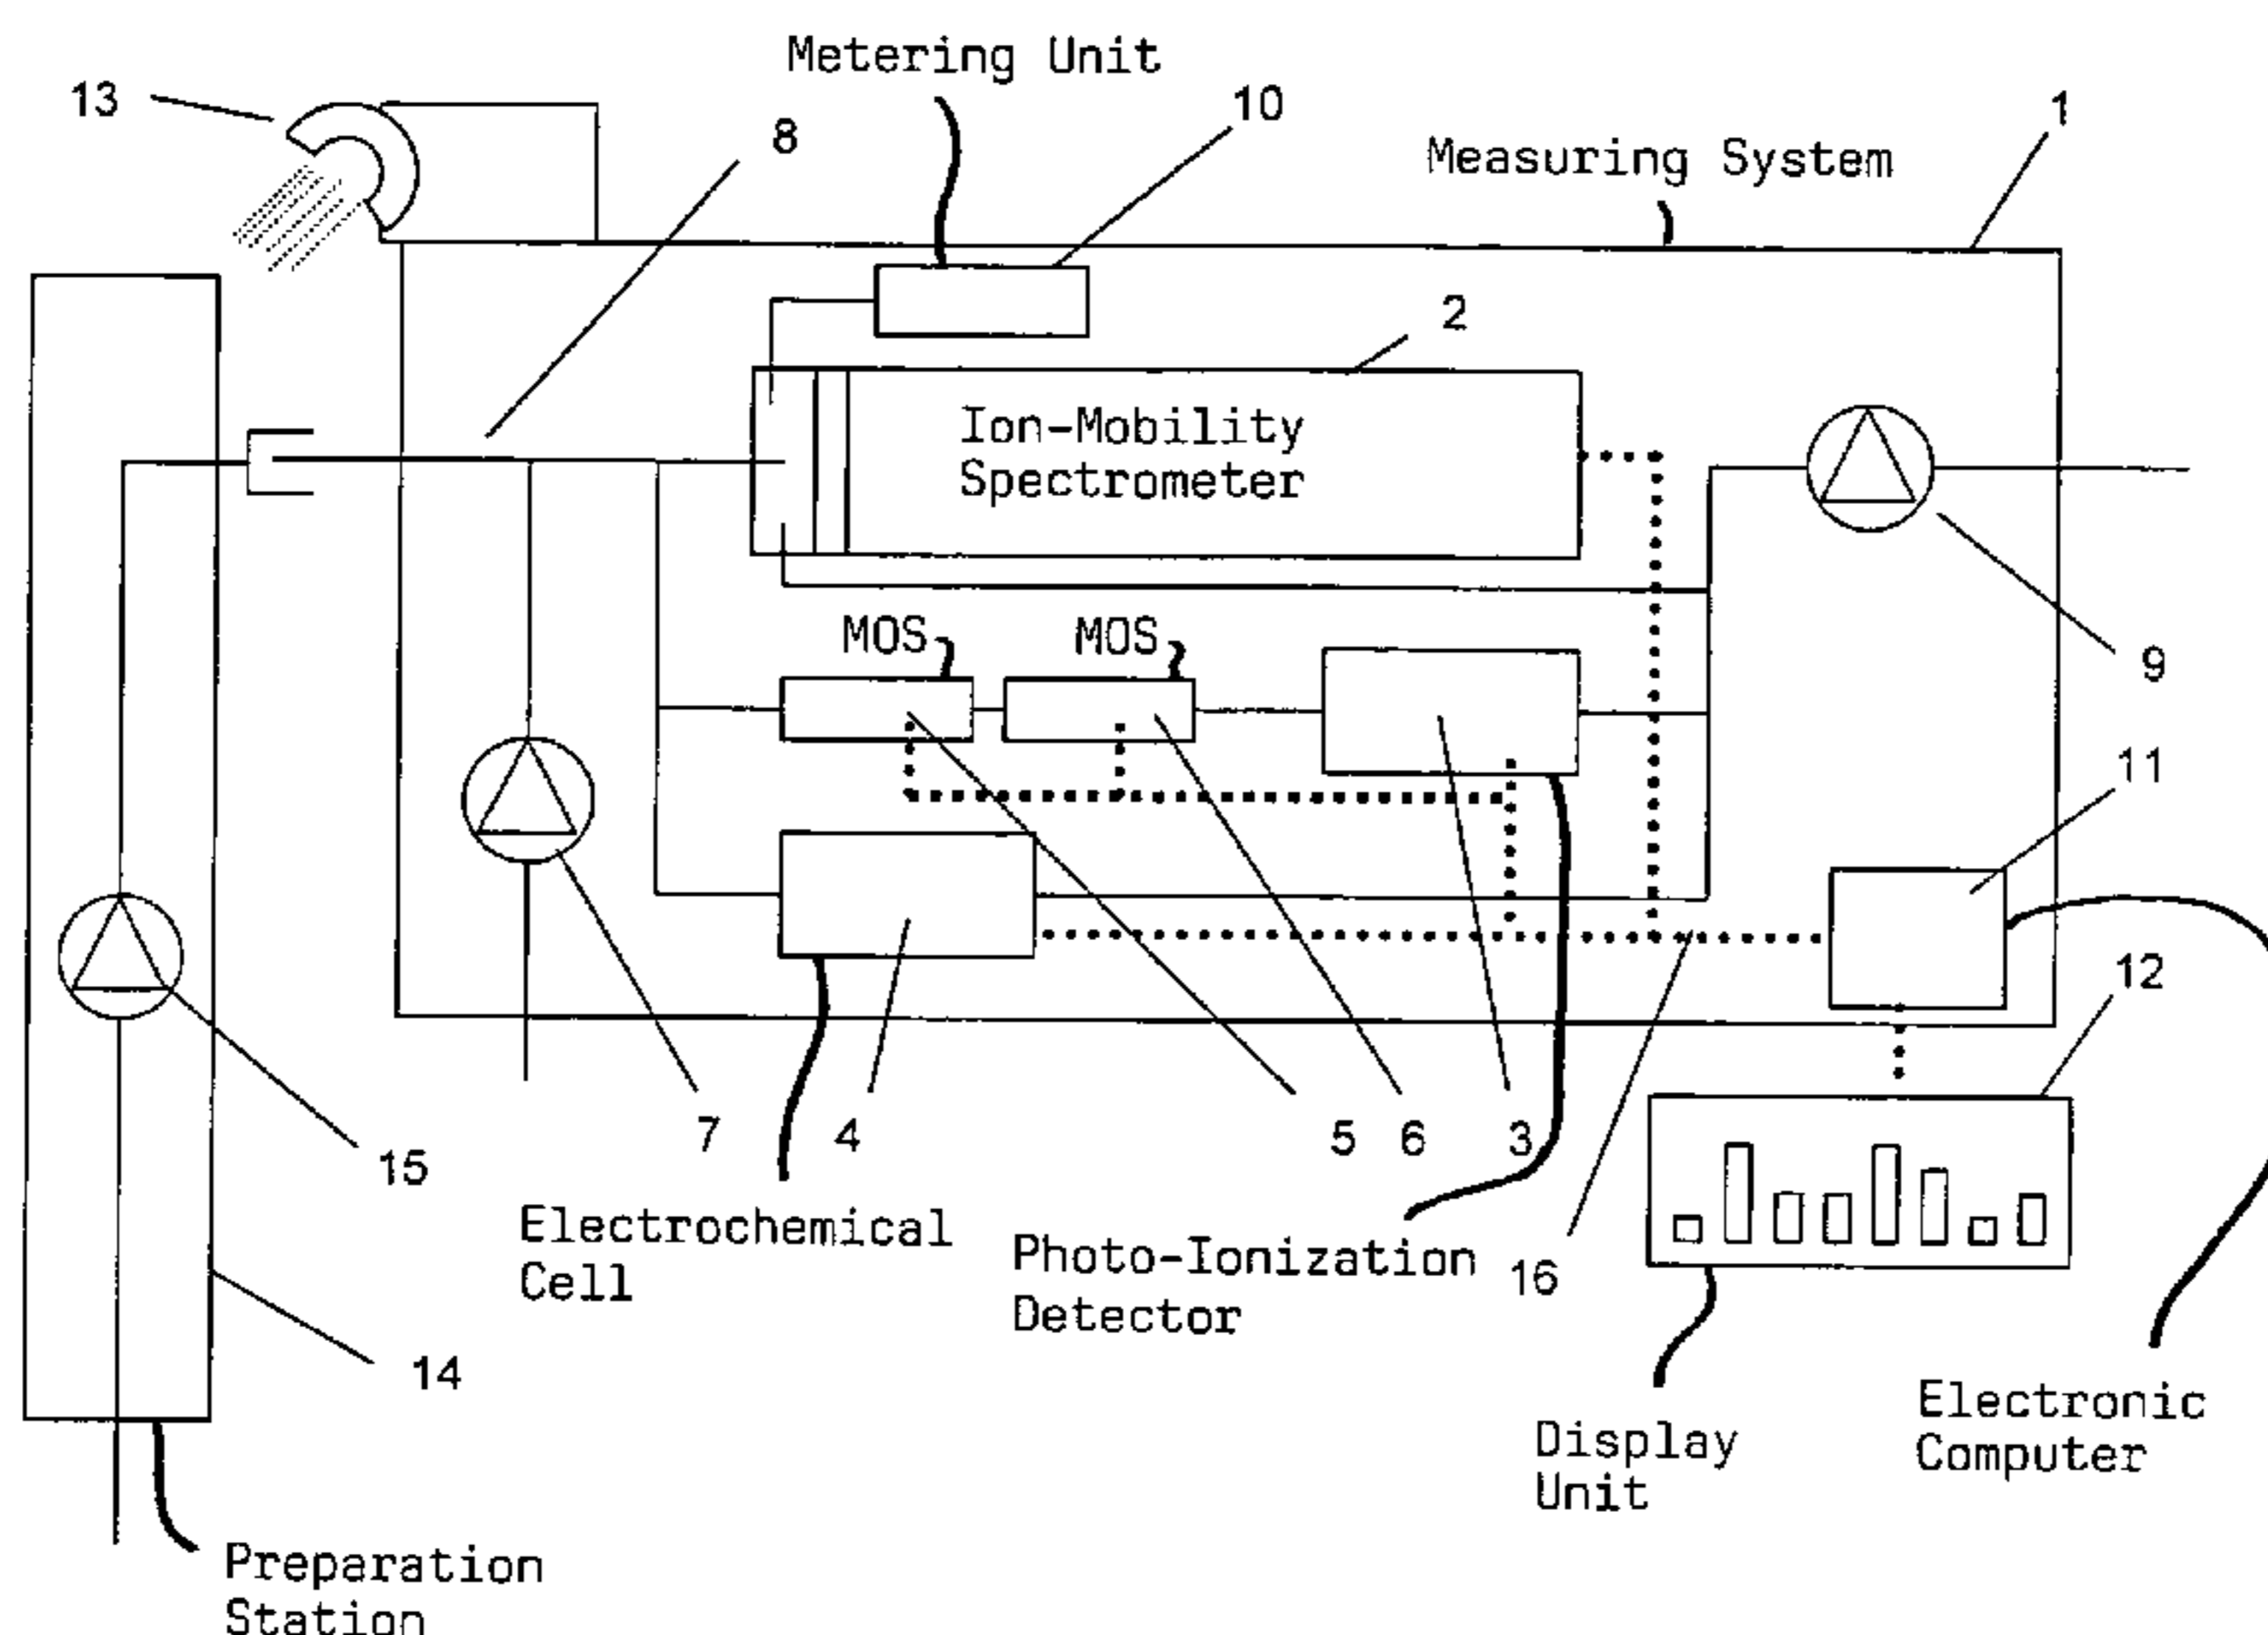 Metering Unit
13
10
8
1
Measuring System
2
Ion-Mobility
Spectrometer
MOS
MOS
9
11
12
7
4
5
6
3
15
Electrochemical
Cell
Photo-Ionization
Detector
16
14
Display
Unit
Electronic
Computer
Preparation
Station